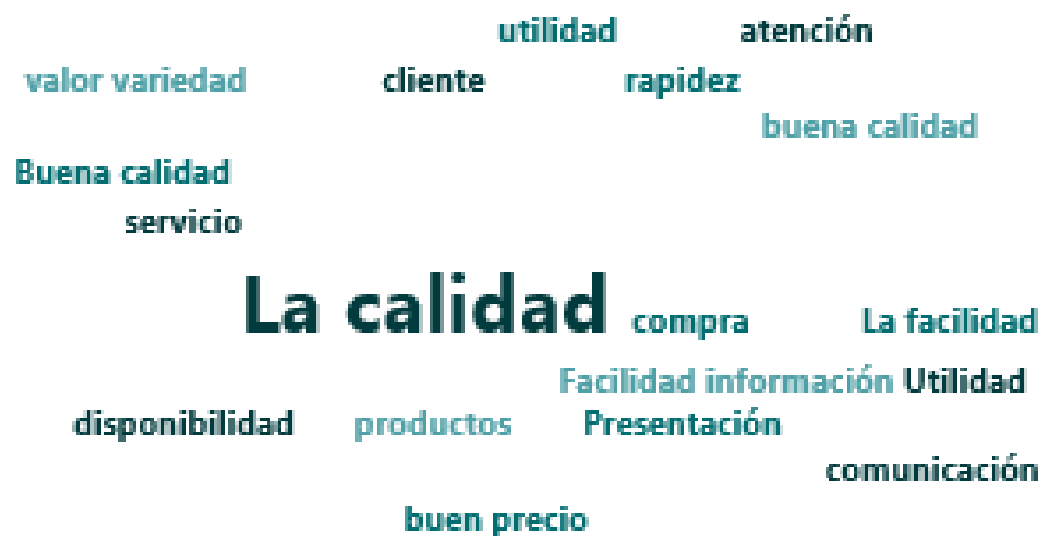 utilidad atención
valor variedad cliente rapidez
buena calidad
Buena calidad
servicio
La calidad compra La facilidad
Facilidad información Utilidad
disponibilidad productos Presentación
comunicación
buen precio